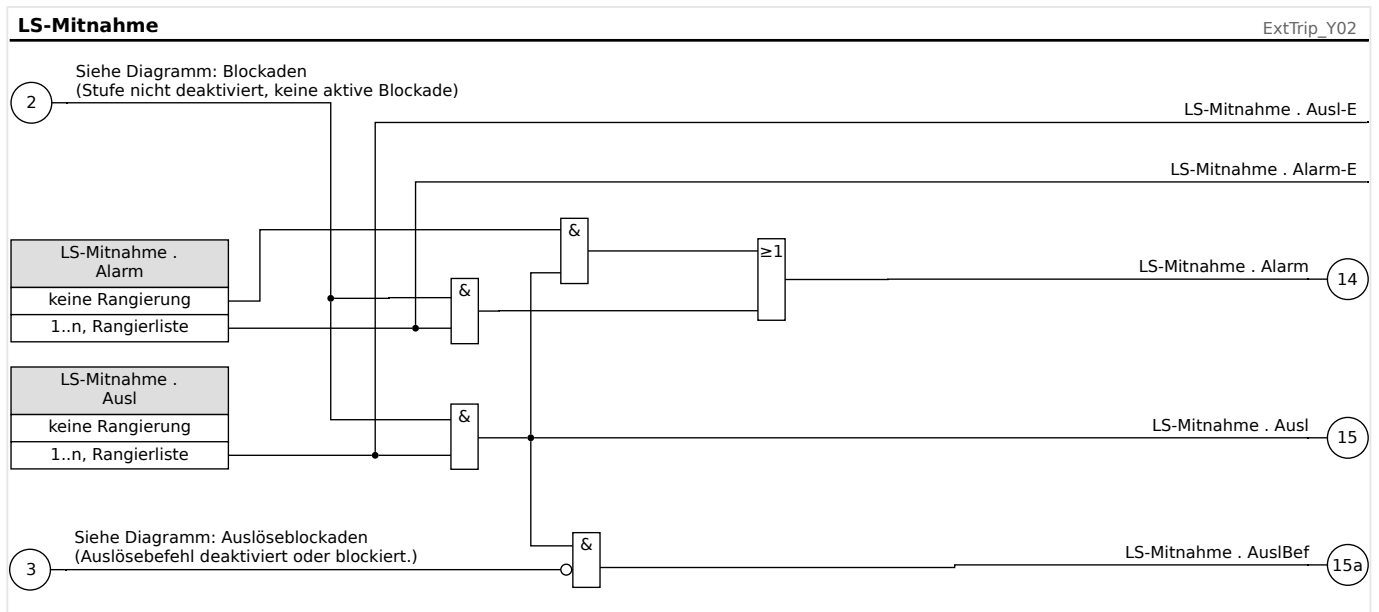 LS-Mitnahme
ExtTrip_Y02
Siehe Diagramm: Blockaden
(Stufe nicht deaktiviert, keine aktive Blockade)
2
LS-Mitnahme . Ausl-E
LS-Mitnahme . Alarm-E
&
LS-Mitnahme .
Alarm
keine Rangierung
1..n, Rangierliste
&
≥1
LS-Mitnahme . Alarm
14
LS-Mitnahme .
Ausl
keine Rangierung
1..n, Rangierliste
&
LS-Mitnahme . Ausl
15
Siehe Diagramm: Auslöseblockaden
(Auslösebefehl deaktiviert oder blockiert.)
3
&
LS-Mitnahme . AuslBef
15a